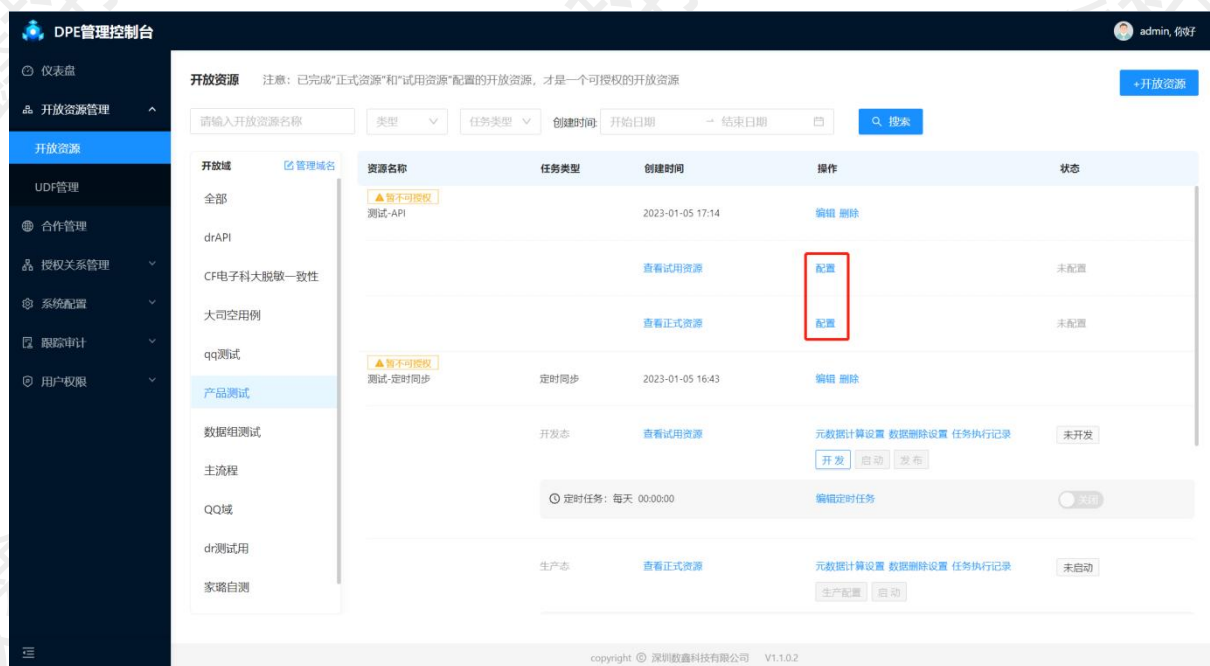 DPE管理控制台
admin, 你好
仪表盘
开放资源管理
开放资源
UDF管理
合作管理
授权关系管理
系统配置
跟踪审计
用户权限
开放资源 注意：已完成"正式资源"和"试用资源"配置的开放资源，才是一个可授权的开放资源
+开放资源
请输入开放资源名称 类型 任务类型 创建时间: 开始日期 → 结束日期 搜索
开放域 管理域名
全部
drAPI
CF电子科大脱敏一致性
大司空用例
qq测试
产品测试
数据组测试
主流程
QQ域
dr测试用
家璐自测
资源名称 任务类型 创建时间 操作 状态
暂不可授权
测试-API 2023-01-05 17:14 编辑 删除
查看试用资源 配置 未配置
查看正式资源 配置 未配置
暂不可授权
测试-定时同步 定时同步 2023-01-05 16:43 编辑 删除
开发态 查看试用资源 元数据计算设置 数据删除设置 任务执行记录 未开发
开发 启动 发布
定时任务：每天 00:00:00 编辑定时任务 关闭
生产态 查看正式资源 元数据计算设置 数据删除设置 任务执行记录 未启动
生产配置 启动
copyright © 深圳数鑫科技有限公司 V1.1.0.2